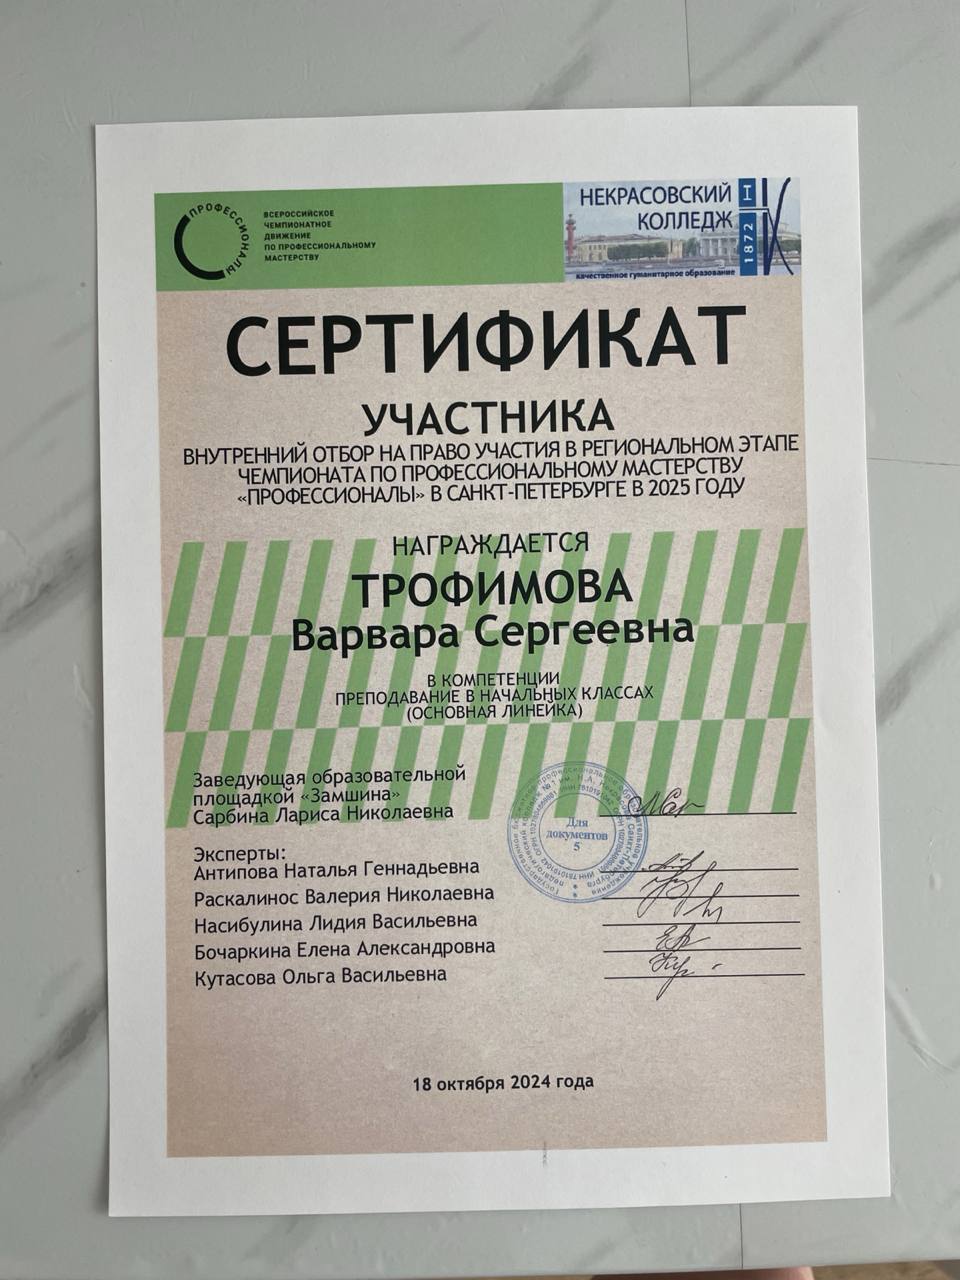 ПРОФЕССИОНАЛЫ
ВСЕРОССИЙСКОЕ
ЧЕМПИОНАТНОЕ
ДВИЖЕНИЕ
ПО ПРОФЕССИОНАЛЬНОМУ
МАСТЕРСТВУ
НЕКРАСОВСКИЙ
КОЛЛЕДЖ
1872
качественное гуманитарное образование
СЕРТИФИКАТ
УЧАСТНИКА
ВНУТРЕННИЙ ОТБОР НА ПРАВО УЧАСТИЯ В РЕГИОНАЛЬНОМ ЭТАПЕ
ЧЕМПИОНАТА ПО ПРОФЕССИОНАЛЬНОМУ МАСТЕРСТВУ
«ПРОФЕССИОНАЛЫ» В САНКТ-ПЕТЕРБУРГЕ В 2025 ГОДУ
НАГРАЖДАЕТСЯ
ТРОФИМОВА
Варвара Сергеевна
В КОМПЕТЕНЦИИ
ПРЕПОДАВАНИЕ В НАЧАЛЬНЫХ КЛАССАХ
(ОСНОВНАЯ ЛИНЕЙКА)
Заведующая образовательной
площадкой «Замшина»
Сарбина Лариса Николаевна
Для
документов
5
Эксперты:
Антипова Наталья Геннадьевна
Раскалинос Валерия Николаевна
Насибулина Лидия Васильевна
Бочаркина Елена Александровна
Кутасова Ольга Васильевна
18 октября 2024 года